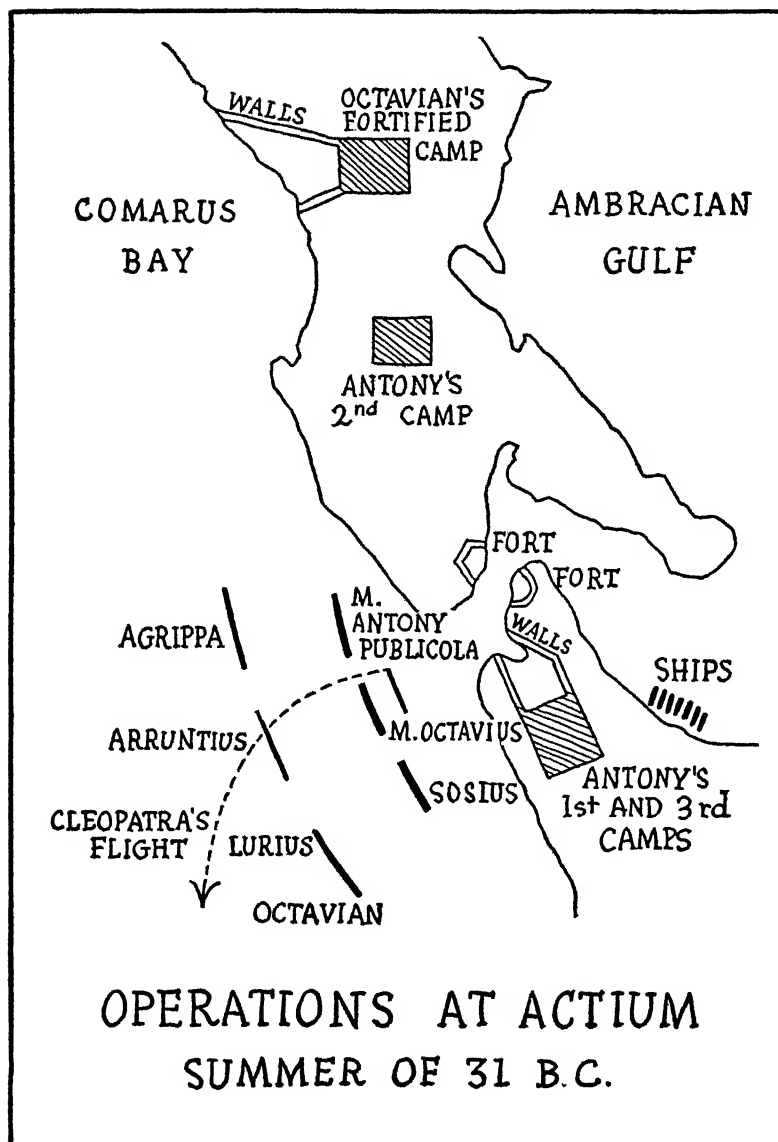 WALLS
OCTAVIAN'S
FORTIFIED
CAMP
COMARUS
BAY
AMBRACIAN
GULF
ANTONY'S
2nd CAMP
FORT
FORT
WALLS
M.
ANTONY
PUBLICOLA
AGRIPPA
SHIPS
M. OCTAVIUS
ARRUNTIUS
SOSIUS
ANTONY'S
1st AND 3rd
CAMPS
CLEOPATRA'S
FLIGHT
LURIUS
OCTAVIAN
OPERATIONS AT ACTIUM
SUMMER OF 31 B.C.